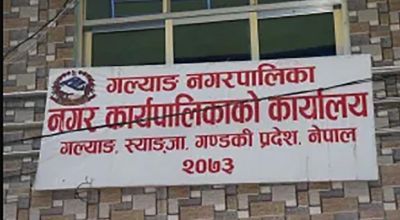 गल्याङ नगरपालिका
नगर कार्यपालिकाको कार्यालय
गल्याङ, स्याङ्जा, गण्डकी प्रदेश, नेपाल
२०७३